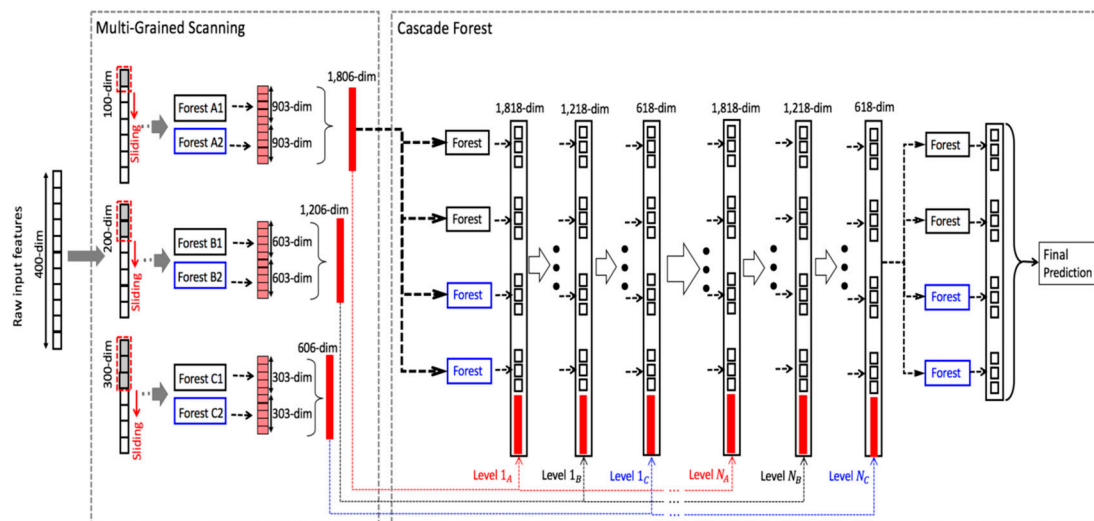 Multi-Grained Scanning
Cascade Forest
Raw input features
400-dim
100-dim
Sliding
Forest A1
Forest A2
903-dim
903-dim
1,806-dim
200-dim
Sliding
Forest B1
Forest B2
603-dim
603-dim
1,206-dim
300-dim
Sliding
Forest C1
Forest C2
303-dim
303-dim
606-dim
Forest
Forest
Forest
Forest
1,818-dim 1,218-dim 618-dim 1,818-dim 1,218-dim 618-dim
Level 1A Level 1B Level 1C Level NA Level NB Level NC
... 
...
...
Forest
Forest
Forest
Forest
Final
Prediction